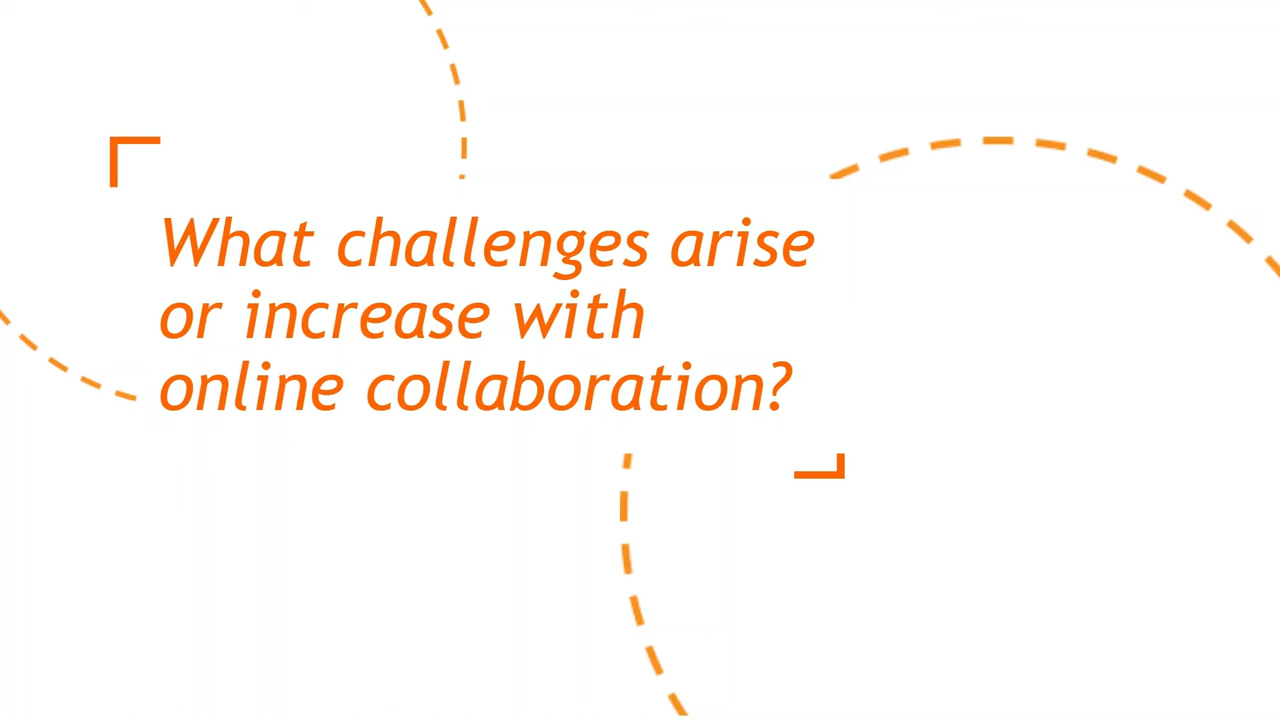 What challenges arise
or increase with
online collaboration?